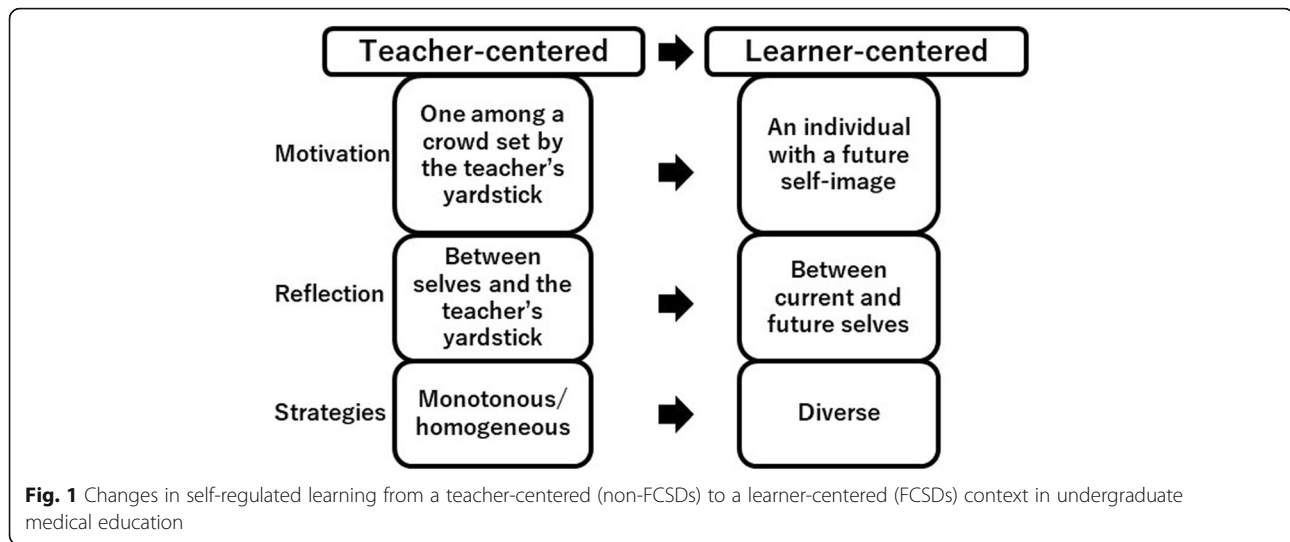 Teacher-centered
Learner-centered
Motivation
One among a
crowd set by
the teacher's
yardstick
An individual
with a future
self-image
Reflection
Between
selves and the
teacher's
yardstick
Between
current and
future selves
Strategies
Monotonous/
homogeneous
Diverse
Fig. 1 Changes in self-regulated learning from a teacher-centered (non-FCSDs) to a learner-centered (FCSDs) context in undergraduate
medical education